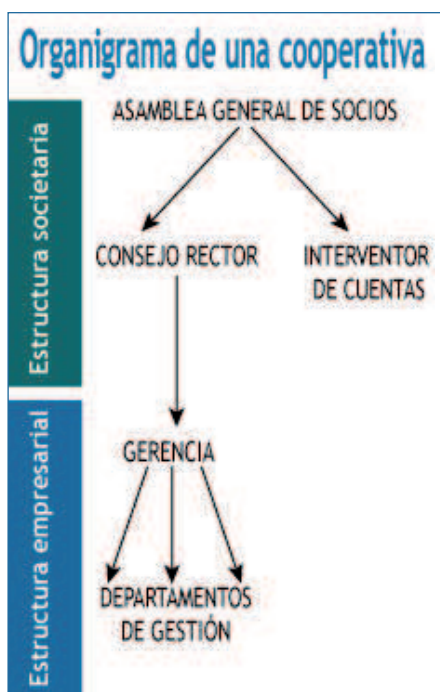 Organigrama de una cooperativa
Estructura societaria
ASAMBLEA GENERAL DE SOCIOS
CONSEJO RECTOR
INTERVENTOR
DE CUENTAS
Estructura empresarial
GERENCIA
DEPARTAMENTOS
DE GESTIÓN